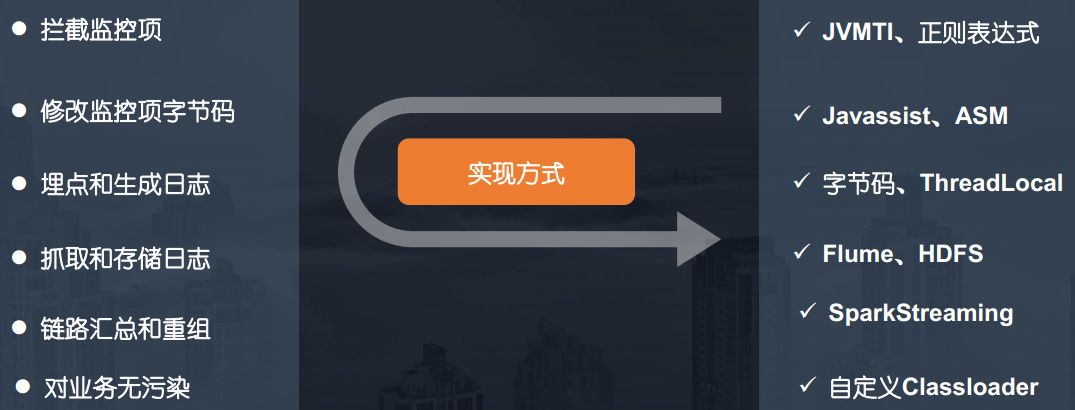 拦截监控项
修改监控项字节码
埋点和生成日志
抓取和存储日志
链路汇总和重组
对业务无污染
实现方式
JVMTI、正则表达式
Javassist、ASM
字节码、ThreadLocal
Flume、HDFS
SparkStreaming
自定义Classloader